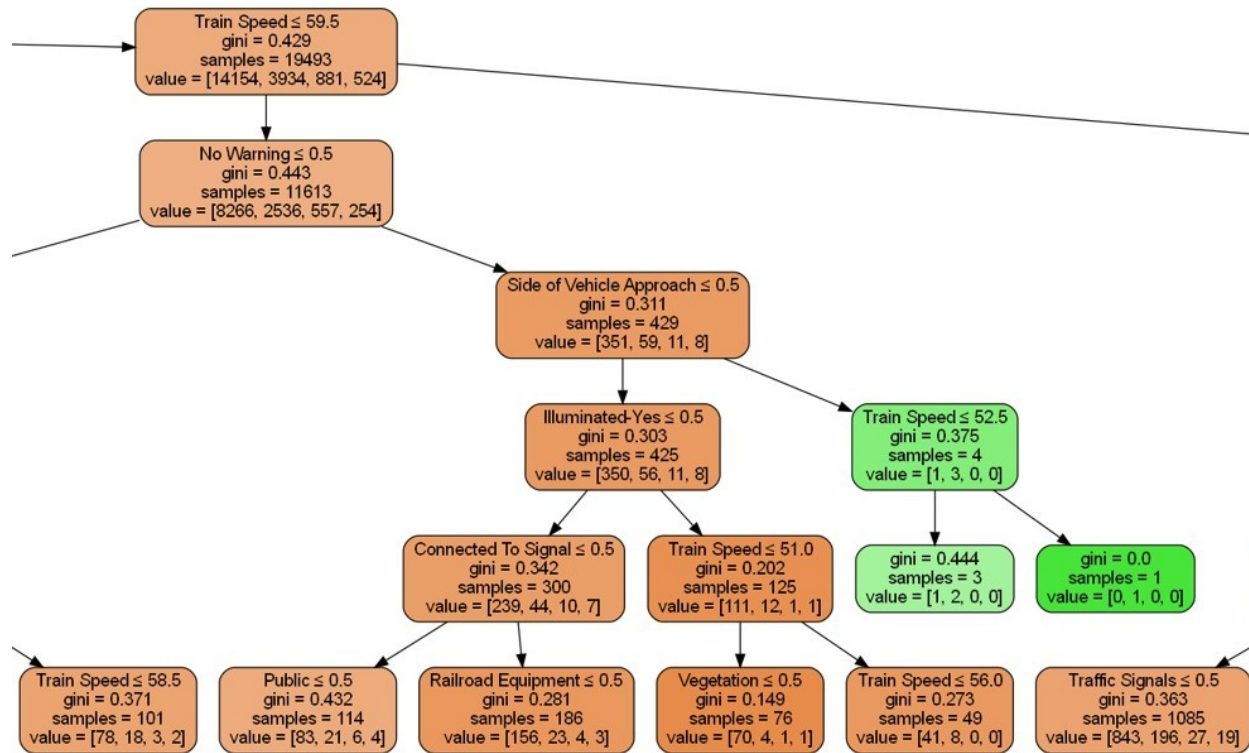 Train Speed ≤ 59.5
gini = 0.429
samples = 19493
value = [14154, 3934, 881, 524]
No Warning ≤ 0.5
gini = 0.443
samples = 11613
value = [8266, 2536, 557, 254]
Side of Vehicle Approach ≤ 0.5
gini = 0.311
samples = 429
value = [351, 59, 11, 8]
Illuminated-Yes ≤ 0.5
gini = 0.303
samples = 425
value = [350, 56, 11, 8]
Train Speed ≤ 52.5
gini = 0.375
samples = 4
value = [1, 3, 0, 0]
Connected To Signal ≤ 0.5
gini = 0.342
samples = 300
value = [239, 44, 10, 7]
Train Speed ≤ 51.0
gini = 0.202
samples = 125
value = [111, 12, 1, 1]
gini = 0.444
samples = 3
value = [1, 2, 0, 0]
gini = 0.0
samples = 1
value = [0, 1, 0, 0]
Train Speed ≤ 58.5
gini = 0.371
samples = 101
value = [78, 18, 3, 2]
Public ≤ 0.5
gini = 0.432
samples = 114
value = [83, 21, 6, 4]
Railroad Equipment ≤ 0.5
gini = 0.281
samples = 186
value = [156, 23, 4, 3]
Vegetation ≤ 0.5
gini = 0.149
samples = 76
value = [70, 4, 1, 1]
Train Speed ≤ 56.0
gini = 0.273
samples = 49
value = [41, 8, 0, 0]
Traffic Signals ≤ 0.5
gini = 0.363
samples = 1085
value = [843, 196, 27, 19]